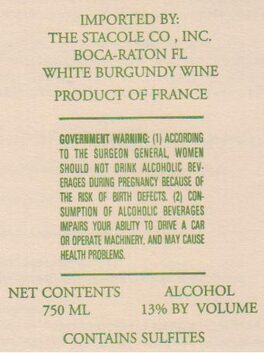 IMPORTED BY:
THE STACOLE CO , INC.
BOCA-RATON FL
WHITE BURGUNDY WINE
PRODUCT OF FRANCE
GOVERNMENT WARNING: (1) ACCORDING
TO THE SURGEON GENERAL, WOMEN
SHOULD NOT DRINK ALCOHOLIC BEV-
ERAGES DURING PREGNANCY BECAUSE OF
THE RISK OF BIRTH DEFECTS. (2) CON-
SUMPTION OF ALCOHOLIC BEVERAGES
IMPAIRS YOUR ABILITY TO DRIVE A CAR
OR OPERATE MACHINERY, AND MAY CAUSE
HEALTH PROBLEMS.
NET CONTENTS ALCOHOL
750 ML 13% BY VOLUME
CONTAINS SULFITES